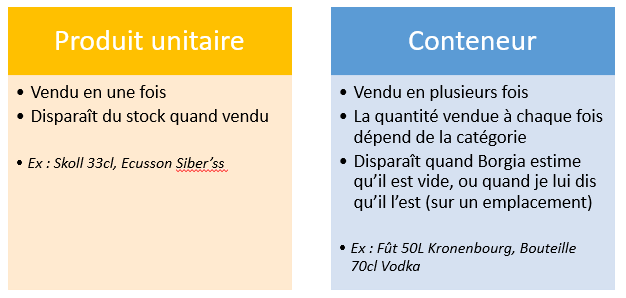 Produit unitaire
• Vendu en une fois
• Disparaît du stock quand vendu
• Ex : Skoll 33cl, Ecusson Siber’ss
Conteneur
• Vendu en plusieurs fois
• La quantité vendue à chaque fois
dépend de la catégorie
• Disparaît quand Borgia estime
qu’il est vide, ou quand je lui dis
qu’il l’est (sur un emplacement)
• Ex : Fût 50L Kronenbourg, Bouteille
70cl Vodka